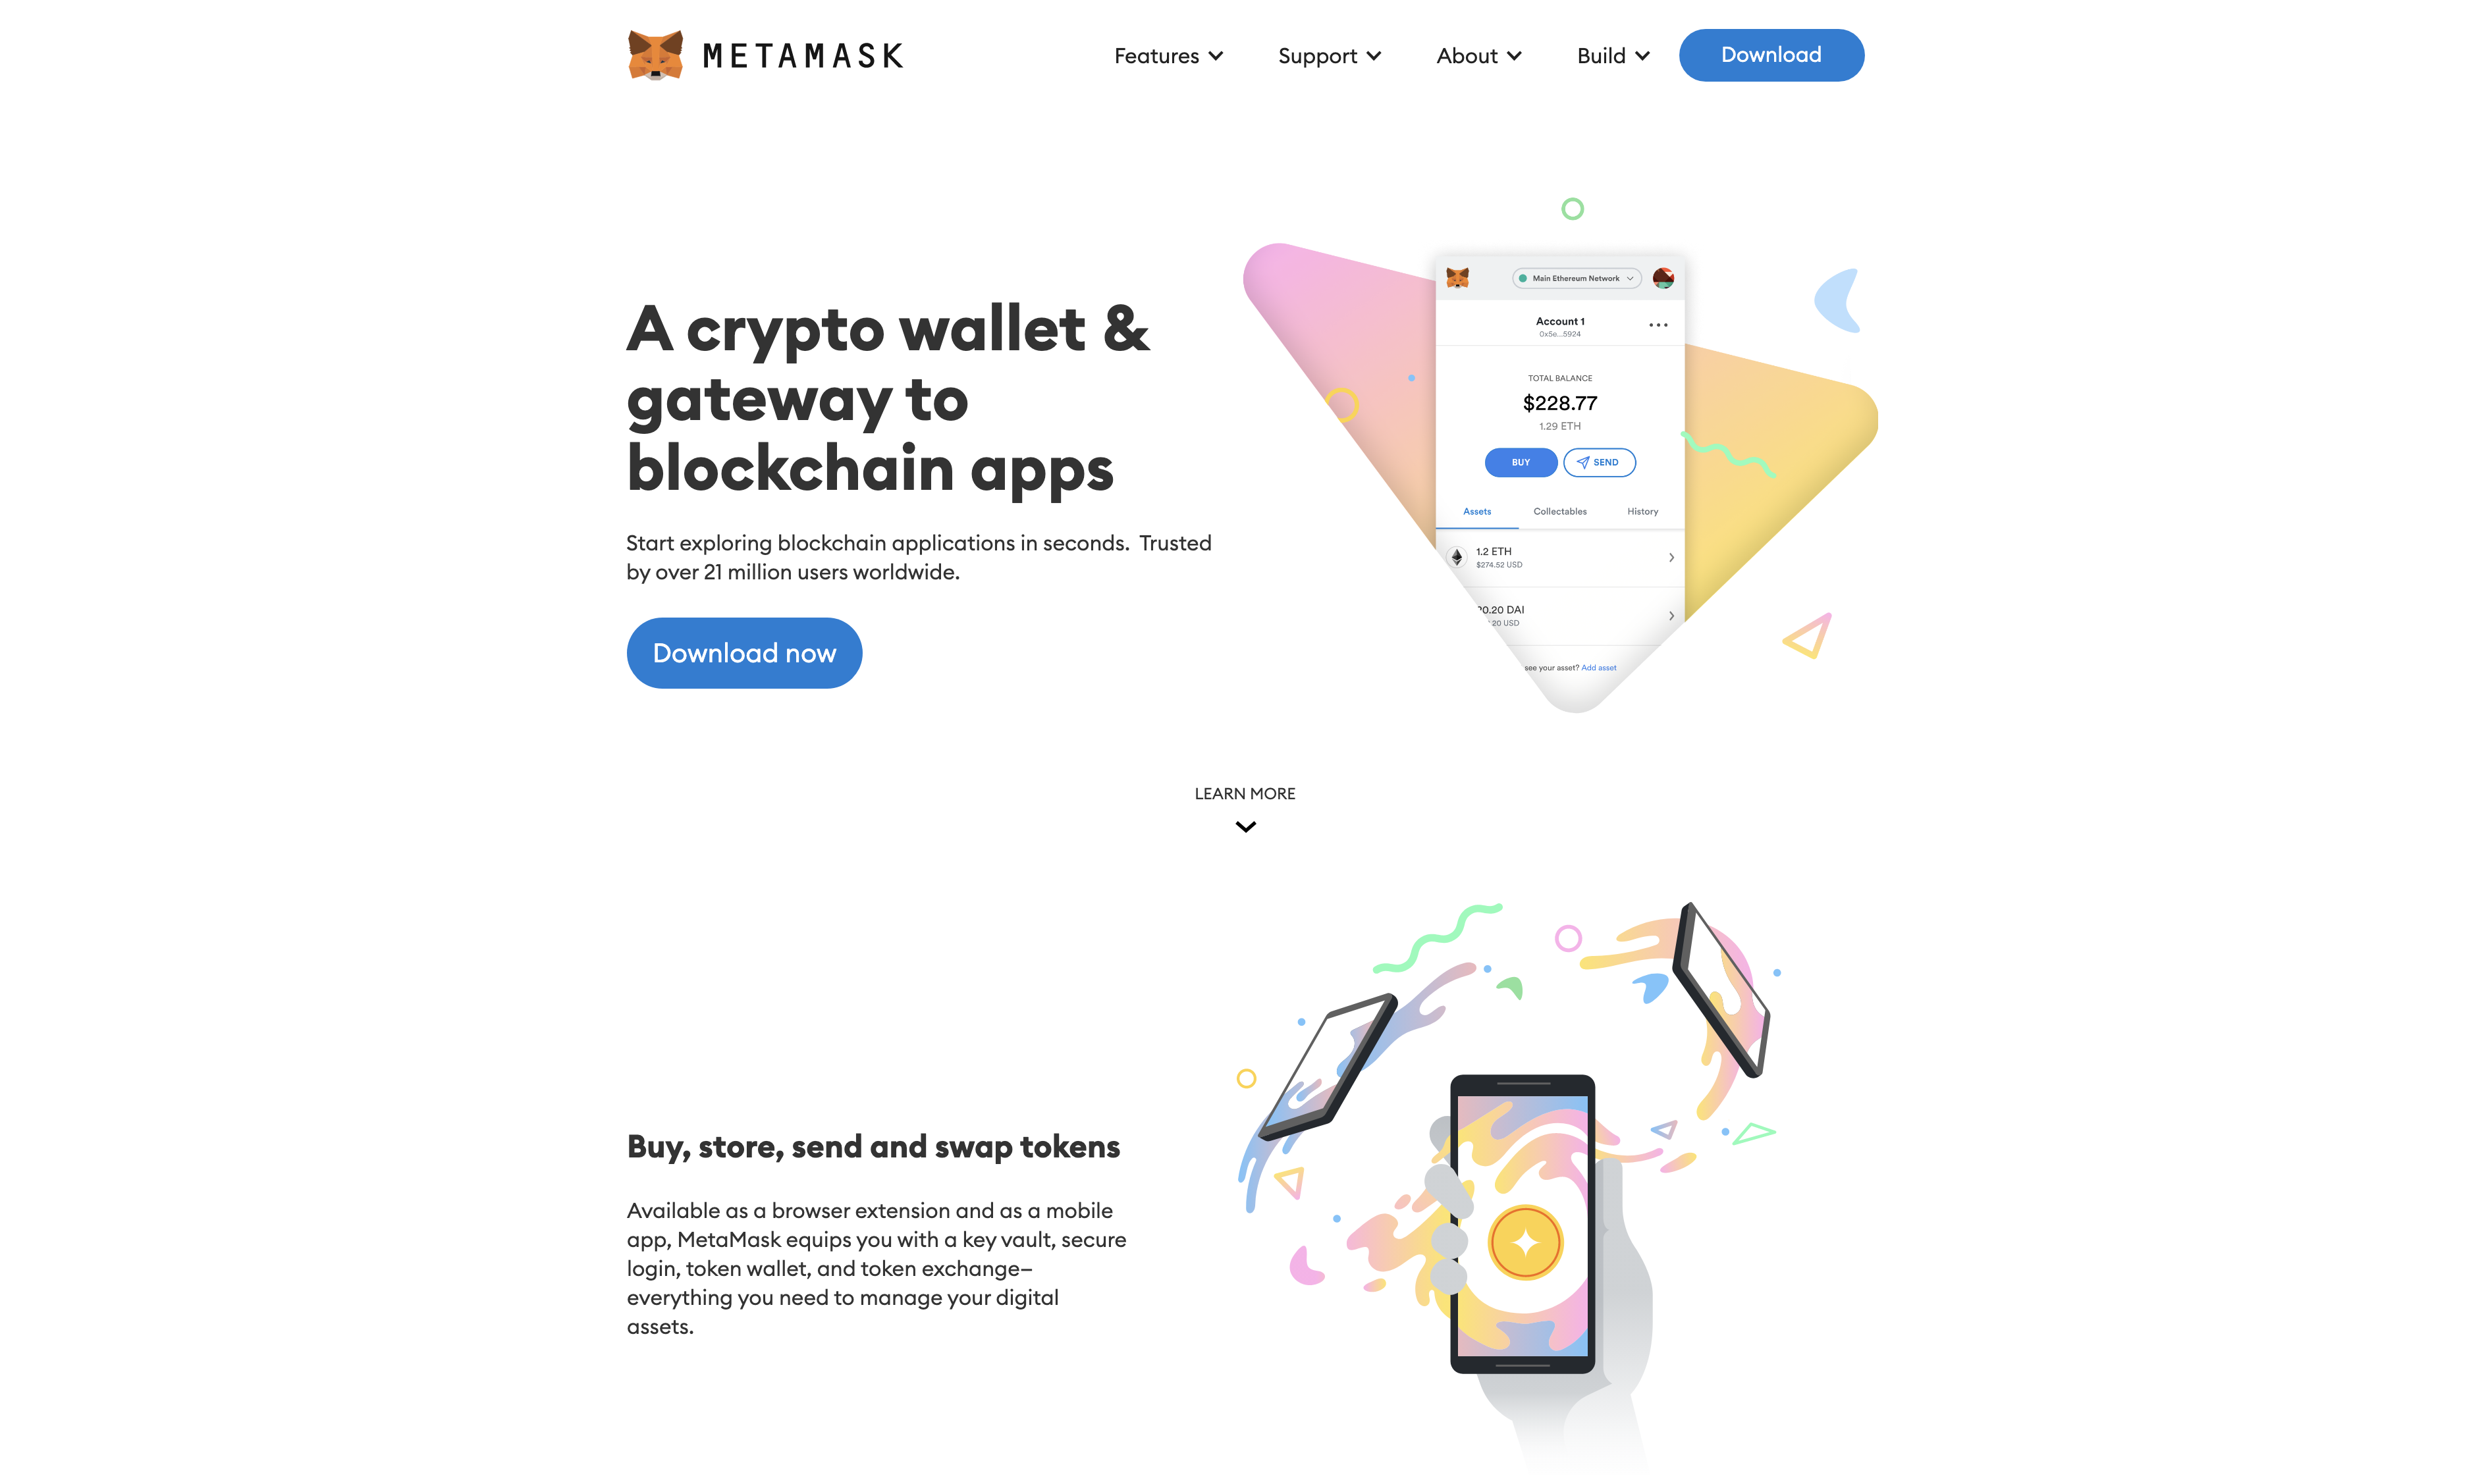 METAMASK
Features
Support
About
Build
Download
A crypto wallet &
gateway to
blockchain apps
Start exploring blockchain applications in seconds. Trusted
by over 21 million users worldwide.
Download now
Main Ethereum Network
Account 1
0x5e...5924
TOTAL BALANCE
$228.77
1.29 ETH
BUY
SEND
Assets
Collectables
History
1.2 ETH
$274.52 USD
0.20 DAI
20 USD
see your asset? Add asset
LEARN MORE
Buy, store, send and swap tokens
Available as a browser extension and as a mobile
app, MetaMask equips you with a key vault, secure
login, token wallet, and token exchange—
everything you need to manage your digital
assets.